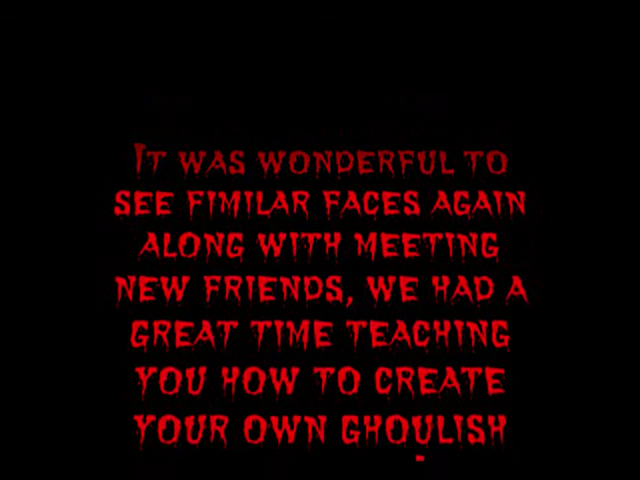 It was wonderful to
see fimilar faces again
along with meeting
new friends, we had a
great time teaching
you how to create
your own ghoulish